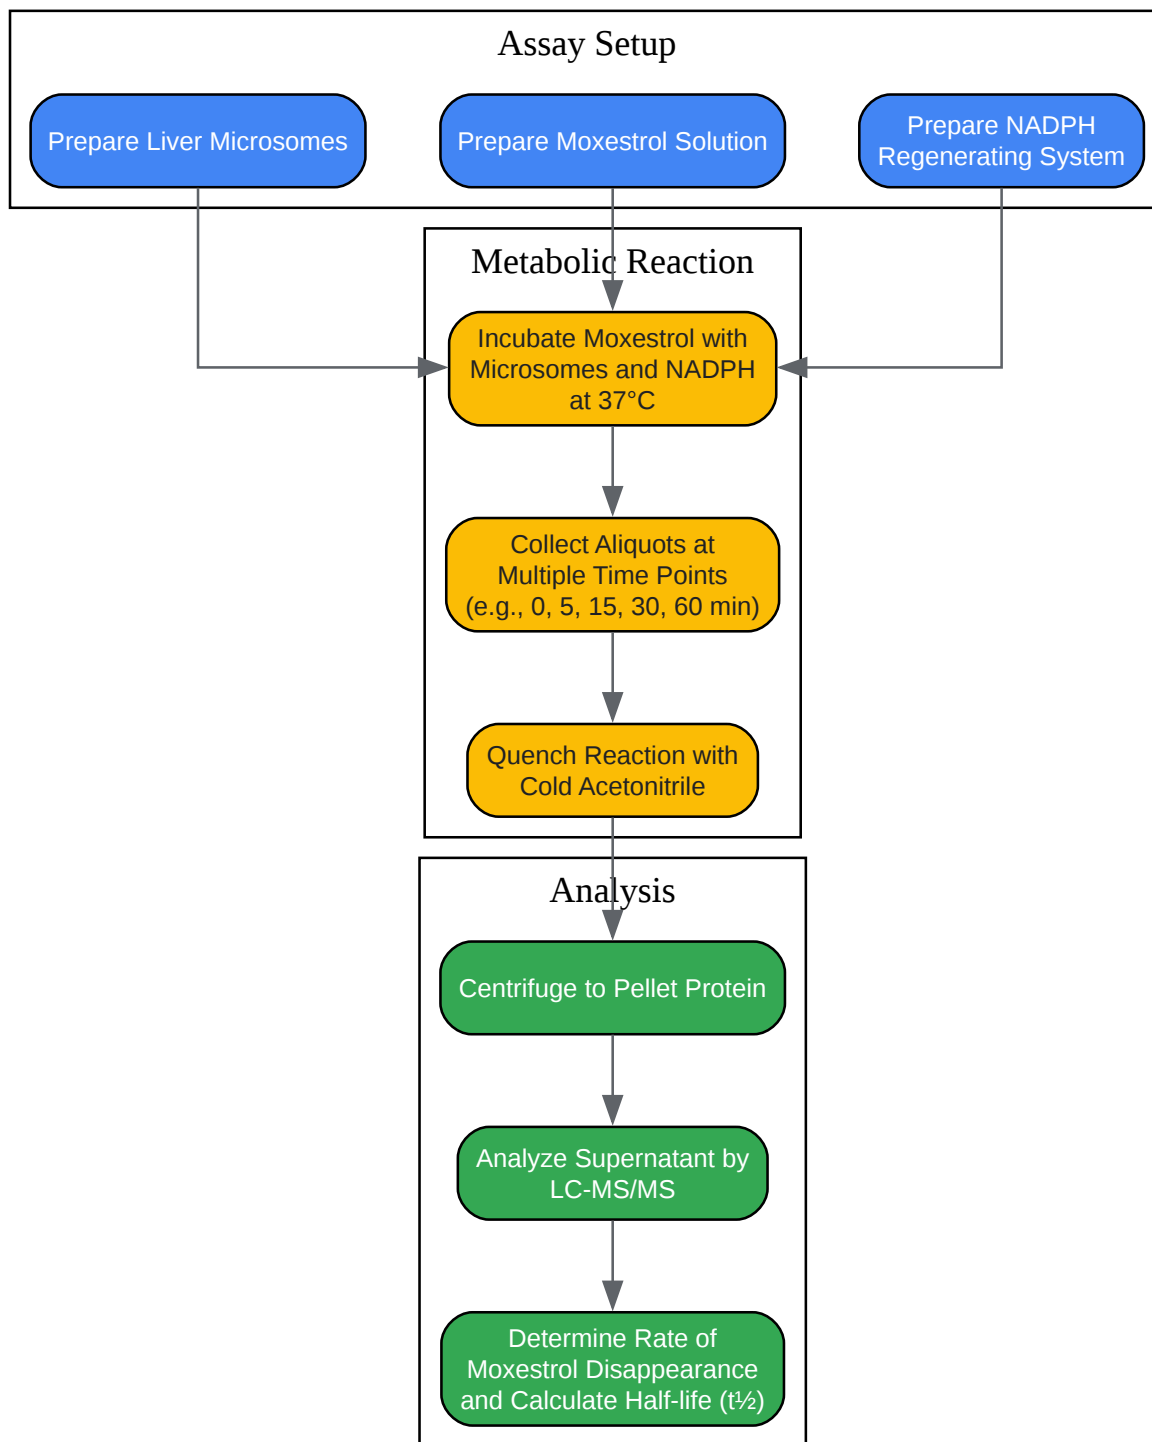 Assay Setup
Prepare Liver Microsomes
Prepare Moxestrol Solution
Prepare NADPH
Regenerating System
Metabolic Reaction
Incubate Moxestrol with
Microsomes and NADPH
at 37°C
Collect Aliquots at
Multiple Time Points
(e.g., 0, 5, 15, 30, 60 min)
Quench Reaction with
Cold Acetonitrile
Analysis
Centrifuge to Pellet Protein
Analyze Supernatant by
LC-MS/MS
Determine Rate of
Moxestrol Disappearance
and Calculate Half-life (t½)